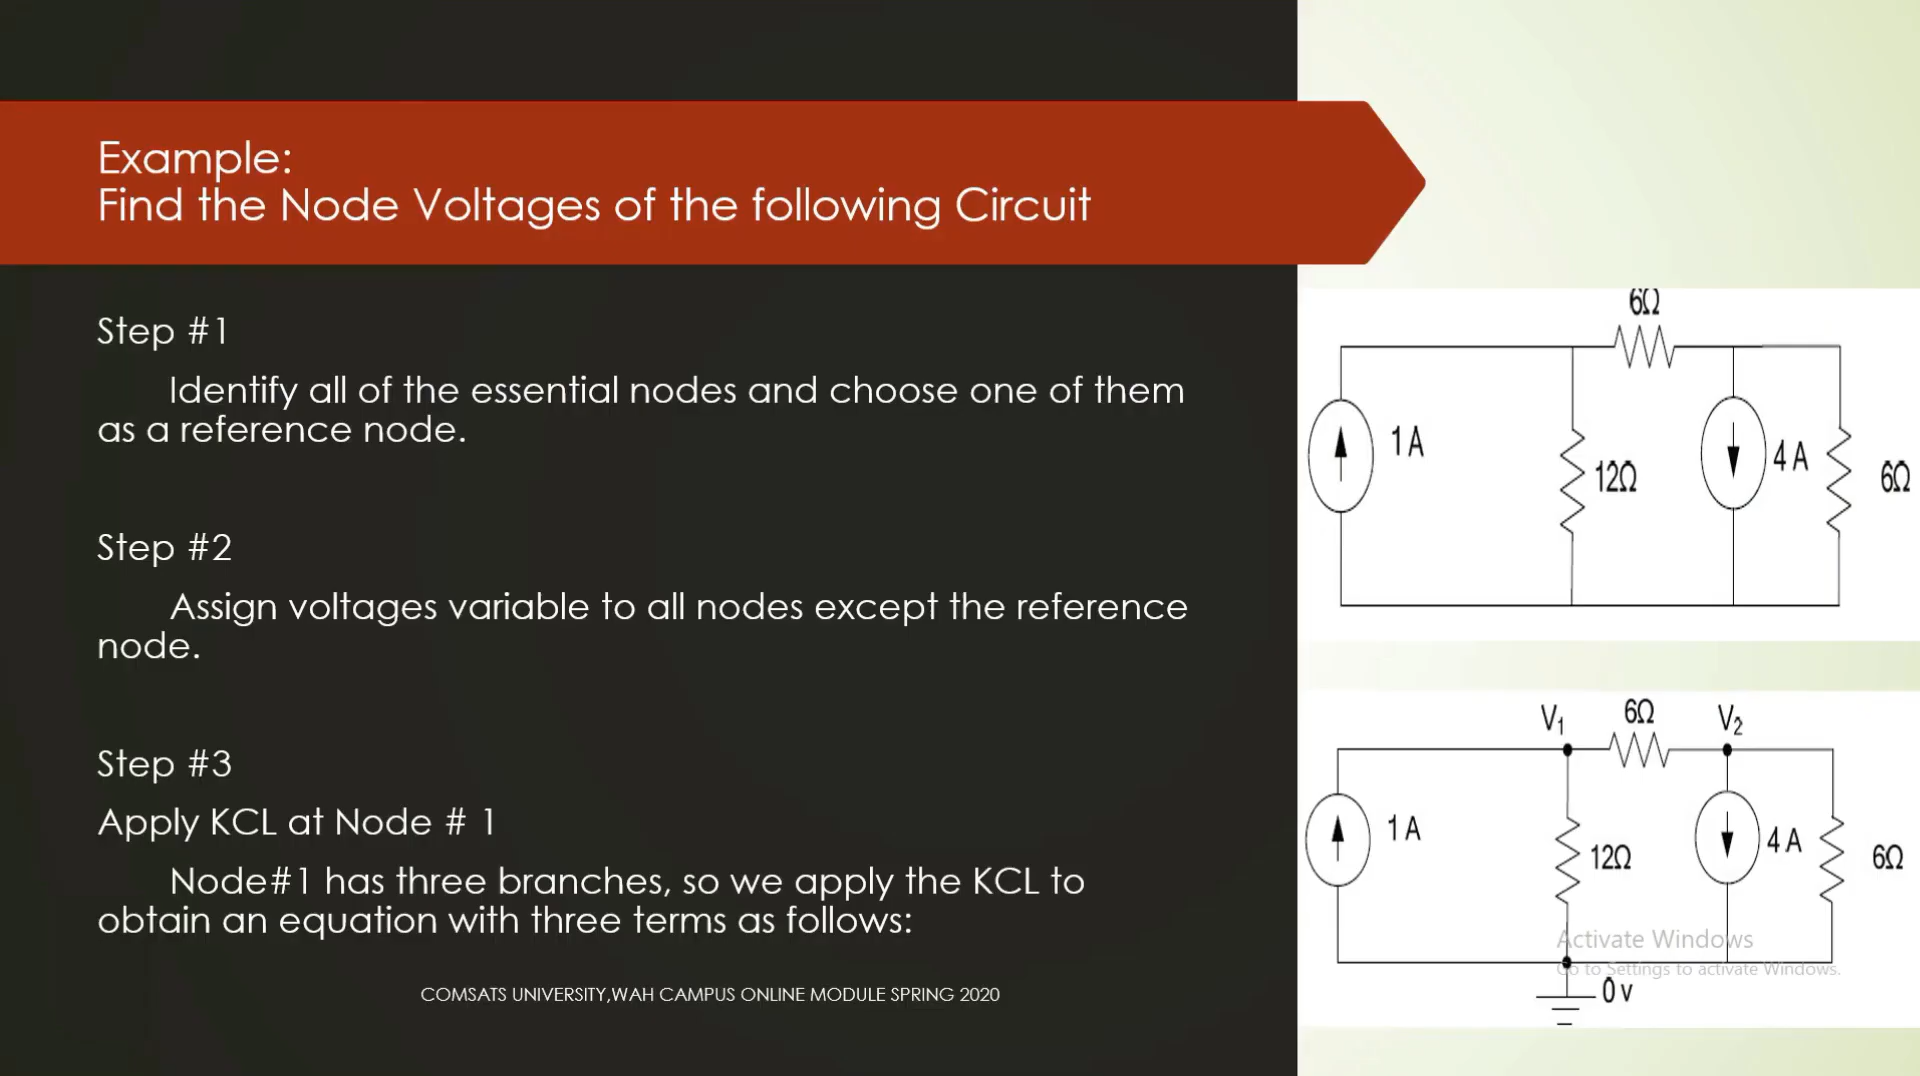 Example:
Find the Node Voltages of the following Circuit
Step #1
Identify all of the essential nodes and choose one of them
as a reference node.
Step #2
Assign voltages variable to all nodes except the reference
node.
Step #3
Apply KCL at Node # 1
Node#1 has three branches, so we apply the KCL to
obtain an equation with three terms as follows:
COMSATS UNIVERSITY,WAH CAMPUS ONLINE MODULE SPRING 2020
6Ω
1 A
12Ω
4 A
6Ω
V1
6Ω
V2
1 A
12Ω
4 A
6Ω
0 v
Activate Windows
Go to Settings to activate Windows.